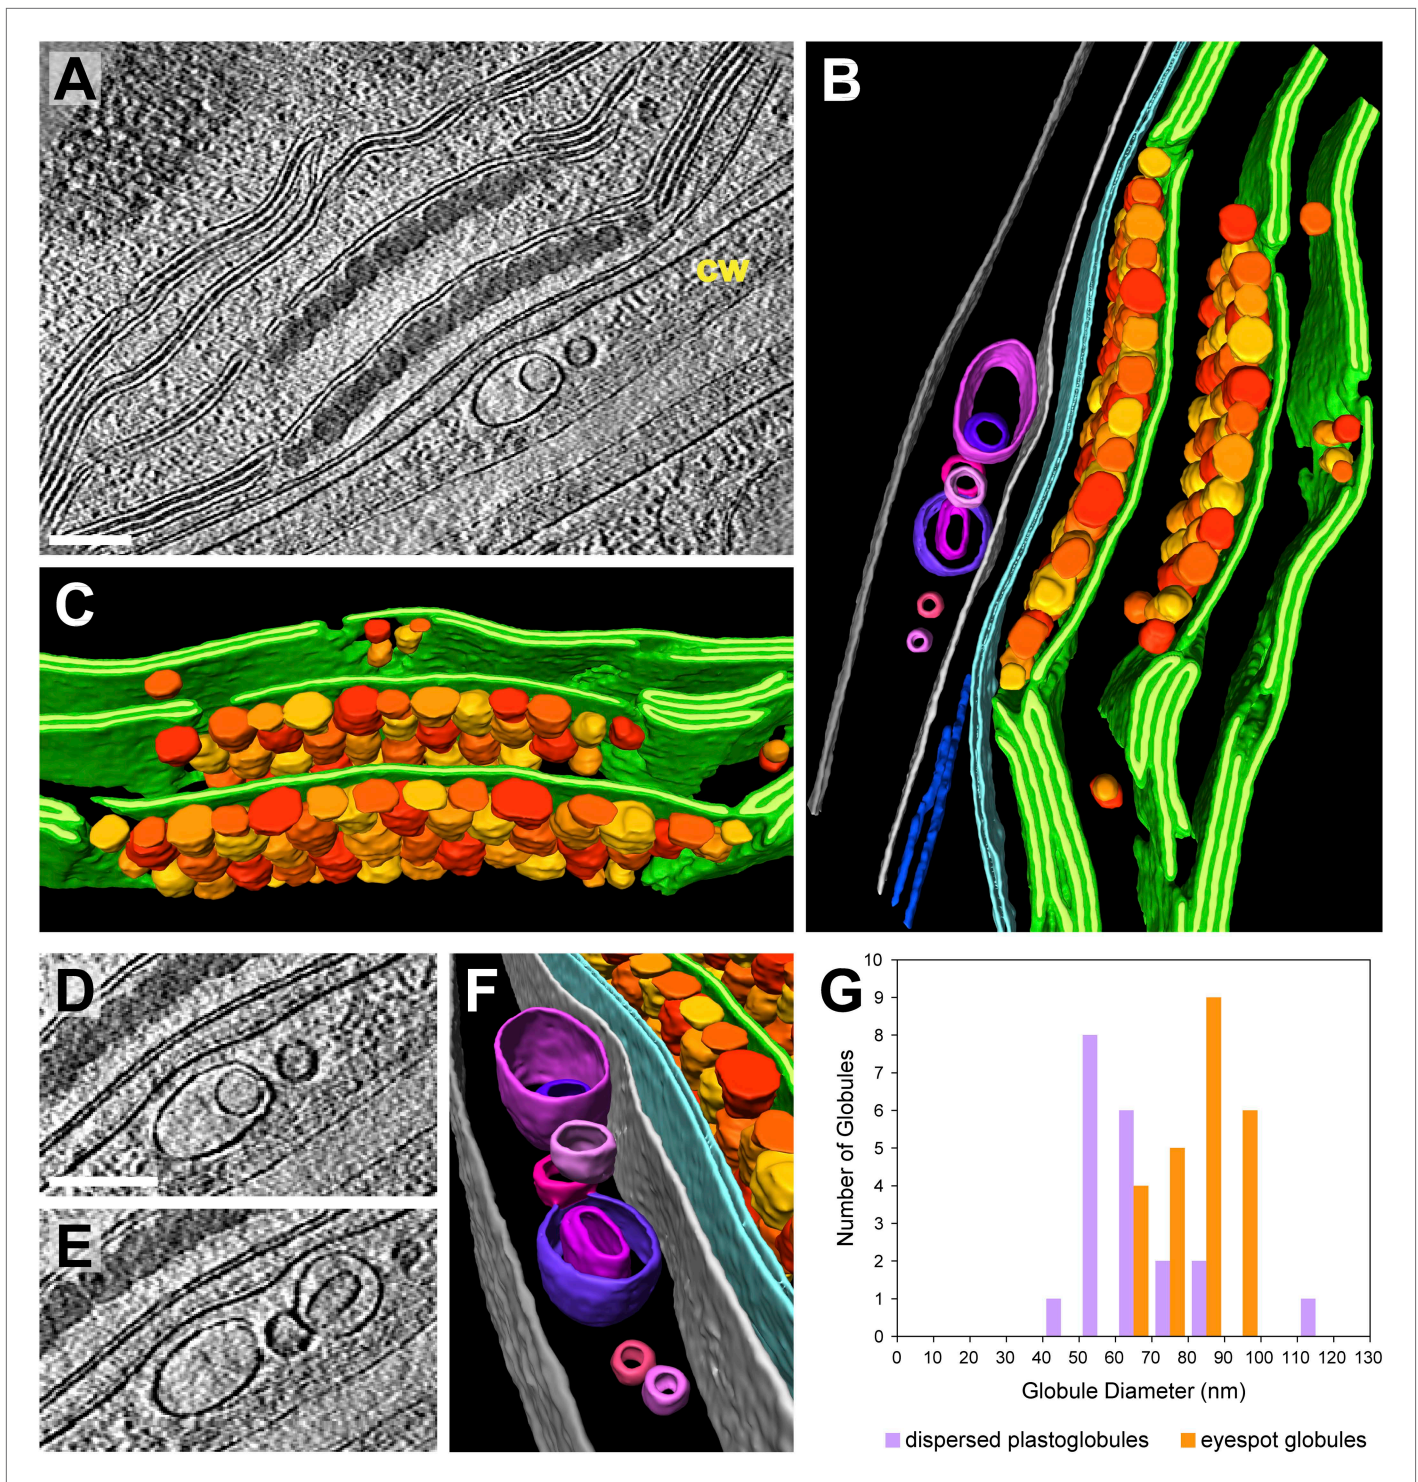 A
cw
B
C
D
E
F
G
10
9
8
7
6
5
4
3
2
1
0
Number of Globules
0 10 20 30 40 50 60 70 80 90 100 110 120 130
Globule Diameter (nm)
dispersed plastoglobules eyespot globules